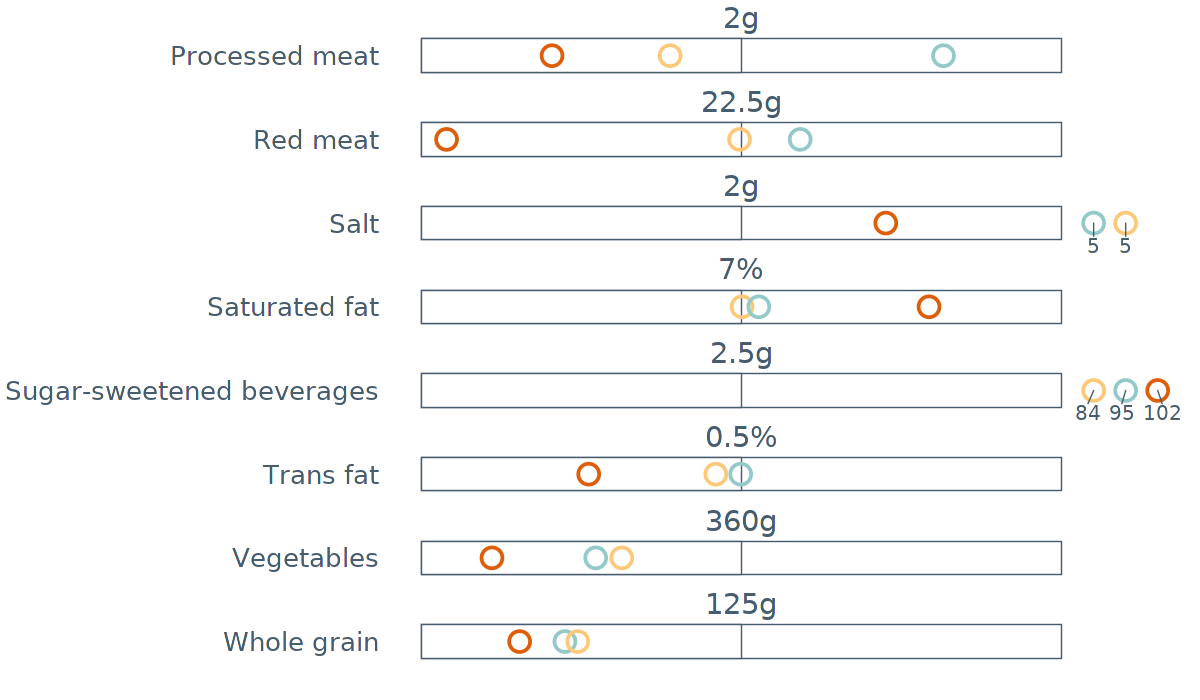 2g
Processed meat
22.5g
Red meat
2g
Salt
5 5
7%
Saturated fat
2.5g
Sugar-sweetened beverages
84 95 102
0.5%
Trans fat
360g
Vegetables
125g
Whole grain